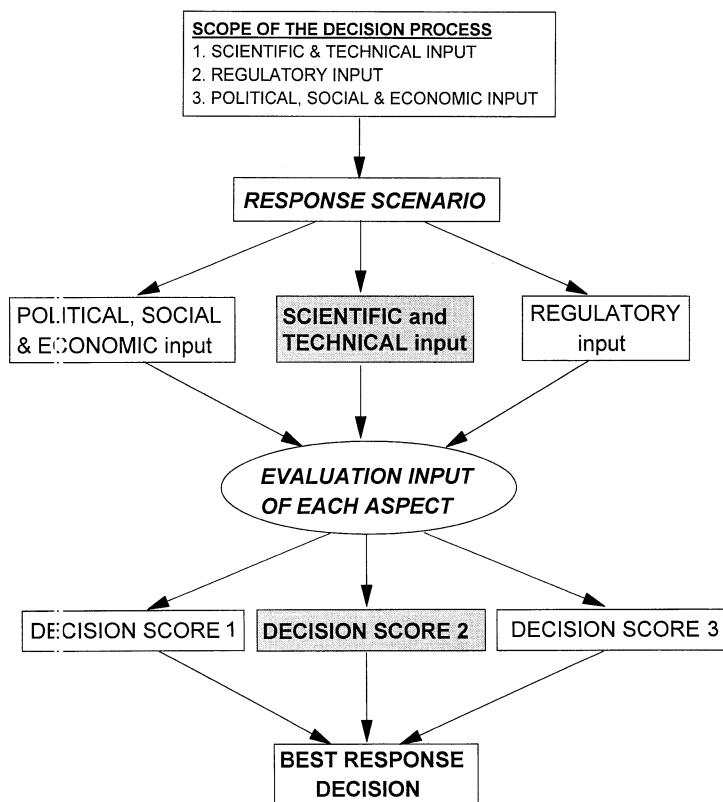 SCOPE OF THE DECISION PROCESS
1. SCIENTIFIC & TECHNICAL INPUT
2. REGULATORY INPUT
3. POLITICAL, SOCIAL & ECONOMIC INPUT
RESPONSE SCENARIO
POLITICAL, SOCIAL
& ECONOMIC input
SCIENTIFIC and
TECHNICAL input
REGULATORY
input
EVALUATION INPUT
OF EACH ASPECT
DECISION SCORE 1
DECISION SCORE 2
DECISION SCORE 3
BEST RESPONSE
DECISION